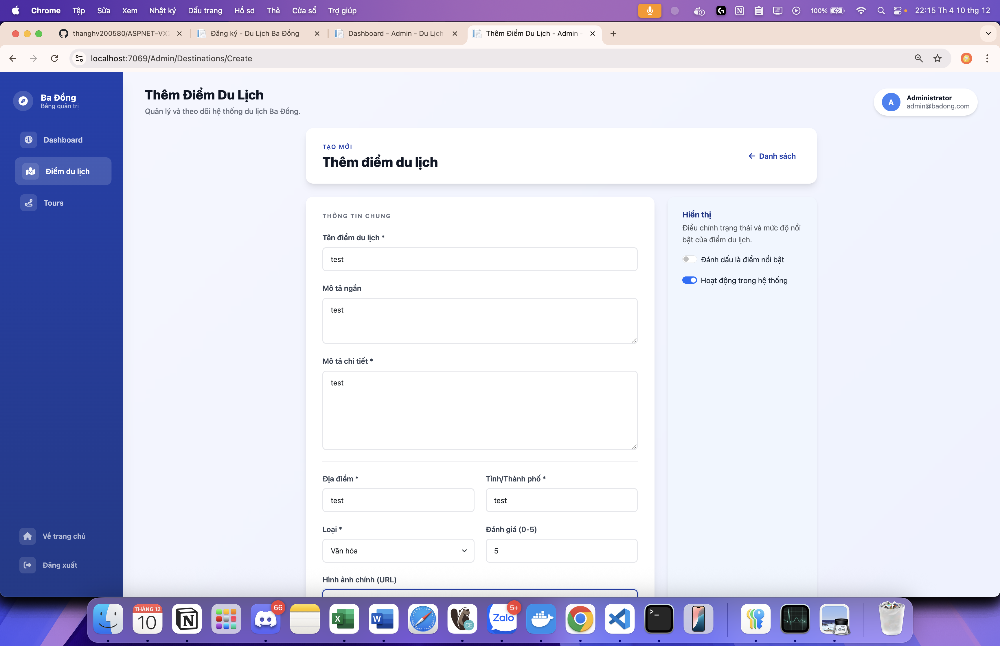 Chrome Tệp Sửa Xem Nhật ký Dấu trang Hồ sơ Thẻ Cửa sổ Trợ giúp 100% 22:15 Th 4 10 thg 12
thanghv200580/ASPNET-VX Đăng ký - Du Lịch Ba Đồng Dashboard - Admin - Du Lịch Thêm Điểm Du Lịch - Admin -
localhost:7069/Admin/Destinations/Create
Ba Đồng
Bảng quản trị
Dashboard
Điểm du lịch
Tours
Về trang chủ
Đăng xuất
Thêm Điểm Du Lịch
Quản lý và theo dõi hệ thống du lịch Ba Đồng.
A
Administrator
admin@badong.com
TẠO MỚI
Thêm điểm du lịch
← Danh sách
THÔNG TIN CHUNG
Tên điểm du lịch *
test
Mô tả ngắn
test
Mô tả chi tiết *
test
Địa điểm * Tỉnh/Thành phố *
test test
Loại * Đánh giá (0-5)
Văn hóa 5
Hình ảnh chính (URL)
Hiển thị
Điều chỉnh trạng thái và mức độ nổi
bật của điểm du lịch.
Đánh dấu là điểm nổi bật
Hoạt động trong hệ thống
THÁNG 12
10
66
X
W
CE
Zalo
5+
>_